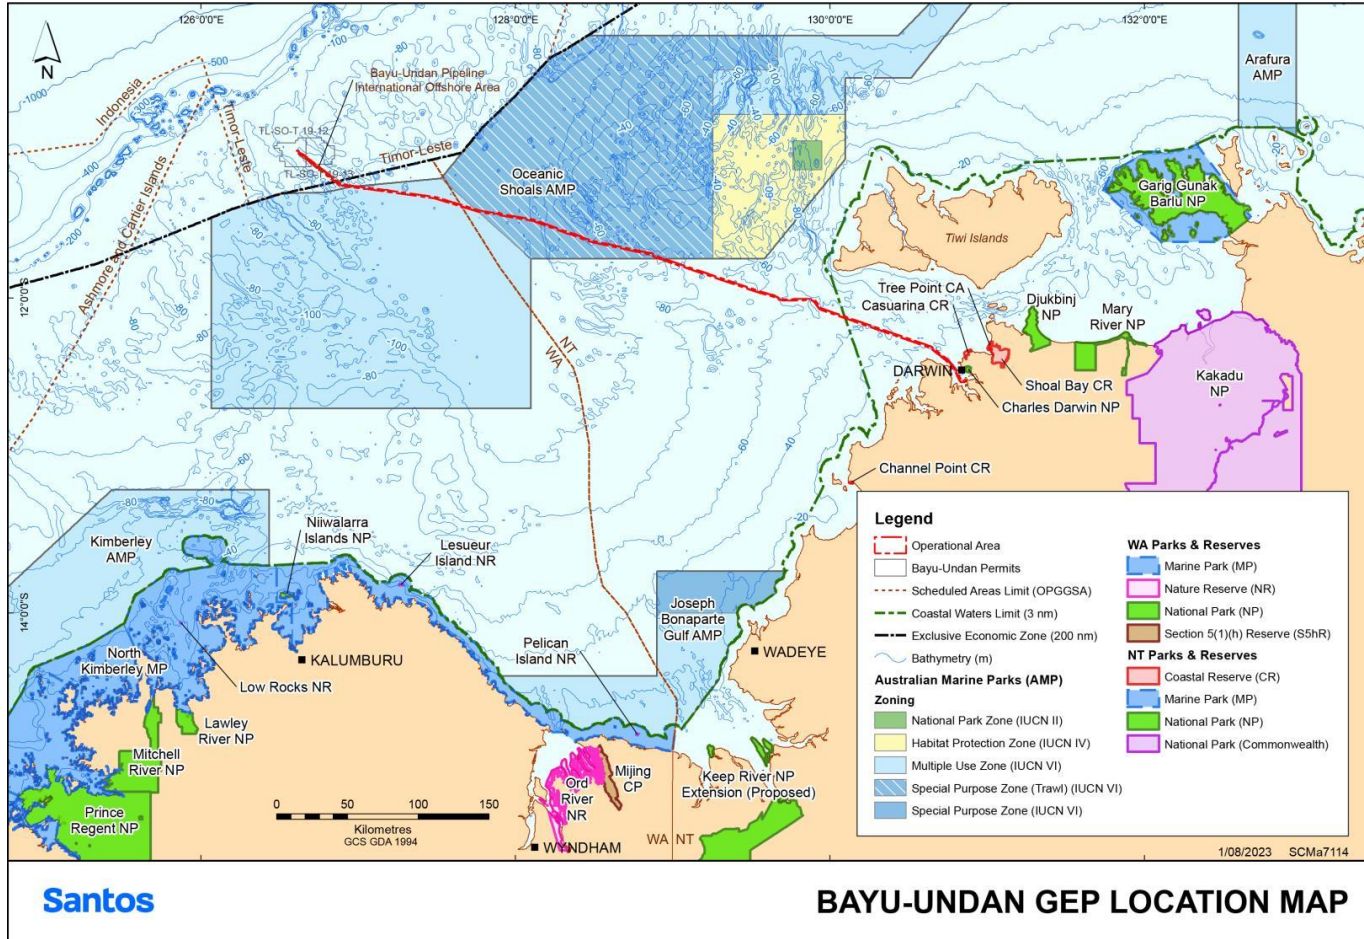 126°0'0"E
128°0'0"E
130°0'0"E
132°0'0"E
N
12°0'0"S
14°0'0"S
Indonesia
Timor-Leste
Ashmore and Cartier Islands
Bayu-Undan Pipeline
International Offshore Area
TL-SO-T 19-12
Timor-Leste
Oceanic
Shoals AMP
Arafura
AMP
Garig Gunak
Barlu NP
Tiwi Islands
Tree Point CA
Casuarina CR
Djukbinj
NP
Mary
River NP
Kakadu
NP
DARWIN
Shoal Bay CR
Charles Darwin NP
NT
WA
Channel Point CR
Kimberley
AMP
Niiwalarra
Islands NP
Lesueur
Island NR
Joseph
Bonaparte
Gulf AMP
Pelican
Island NR
WADEYE
North
Kimberley MP
KALUMBURU
Low Rocks NR
Lawley
River NP
Mitchell
River NP
Prince
Regent NP
Ord
River
NR
Mijing
CP
Keep River NP
Extension (Proposed)
WYNDHAM
WA NT
0 50 100 150
Kilometres
GCS GDA 1994
-1000
-500
-300
-400
-200
-100
-80
-60
-40
-20
Legend
Operational Area
Bayu-Undan Permits
Scheduled Areas Limit (OPGGSA)
Coastal Waters Limit (3 nm)
Exclusive Economic Zone (200 nm)
Bathymetry (m)
Australian Marine Parks (AMP)
Zoning
National Park Zone (IUCN II)
Habitat Protection Zone (IUCN IV)
Multiple Use Zone (IUCN VI)
Special Purpose Zone (Trawl) (IUCN VI)
Special Purpose Zone (IUCN VI)
WA Parks & Reserves
Marine Park (MP)
Nature Reserve (NR)
National Park (NP)
Section 5(1)(h) Reserve (S5hR)
NT Parks & Reserves
Coastal Reserve (CR)
Marine Park (MP)
National Park (NP)
National Park (Commonwealth)
1/08/2023 SCMa7114
Santos
BAYU-UNDAN GEP LOCATION MAP